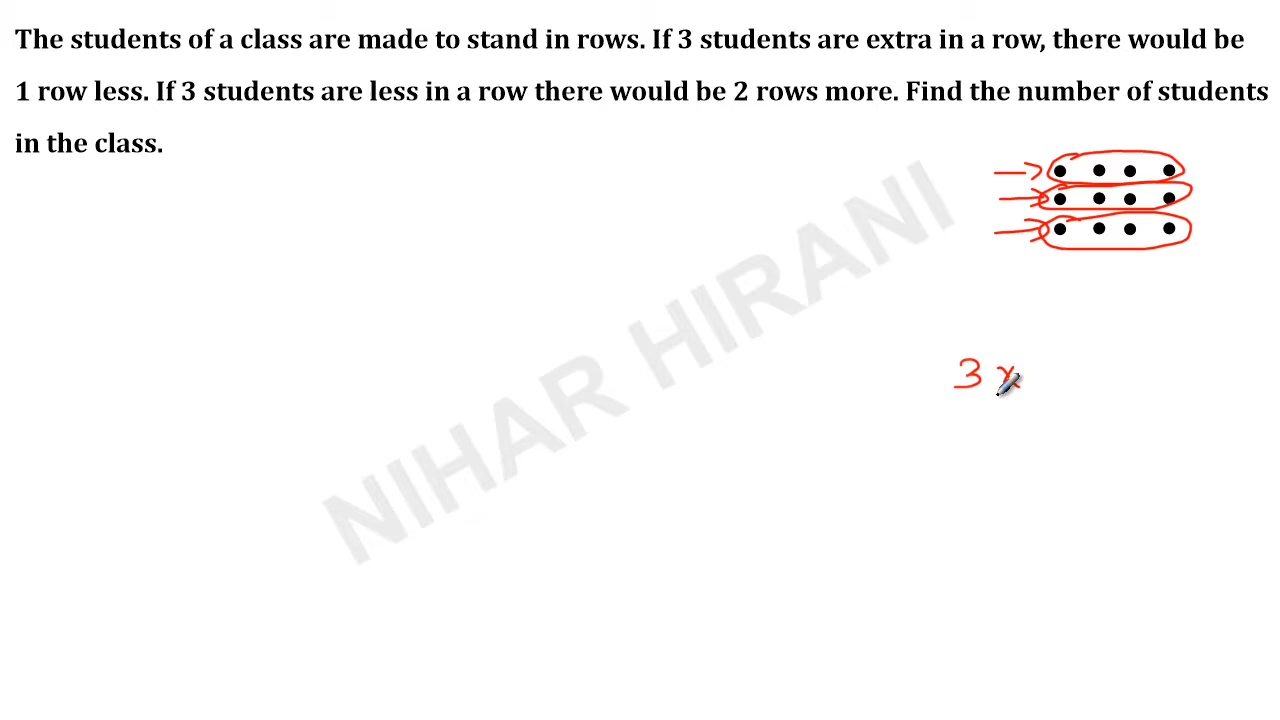 The students of a class are made to stand in rows. If 3 students are extra in a row, there would be
1 row less. If 3 students are less in a row there would be 2 rows more. Find the number of students
in the class.
NIHAR HIRANI
3 x